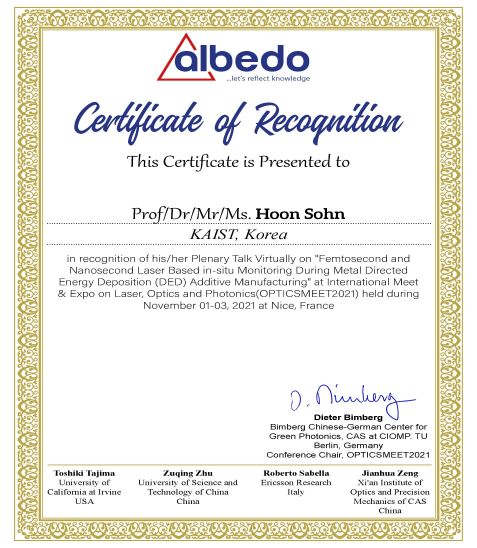 albedo
...let's reflect knowledge
Certificate of Recognition
This Certificate is Presented to
Prof/Dr/Mr/Ms. Hoon Sohn
KAIST, Korea
in recognition of his/her Plenary Talk Virtually on "Femtosecond and
Nanosecond Laser Based in-situ Monitoring During Metal Directed
Energy Deposition (DED) Additive Manufacturing" at International Meet
& Expo on Laser, Optics and Photonics(OPTICSMEET2021) held during
November 01-03, 2021 at Nice, France
D. Bimberg
Dieter Bimberg
Bimberg Chinese-German Center for
Green Photonics, CAS at CIOMP. TU
Berlin, Germany
Conference Chair, OPTICSMEET2021
Toshiki Tajima
University of
California at Irvine
USA
Zuqing Zhu
University of Science and
Technology of China
China
Roberto Sabella
Ericsson Research
Italy
Jianhua Zeng
Xi'an Institute of
Optics and Precision
Mechanics of CAS
China